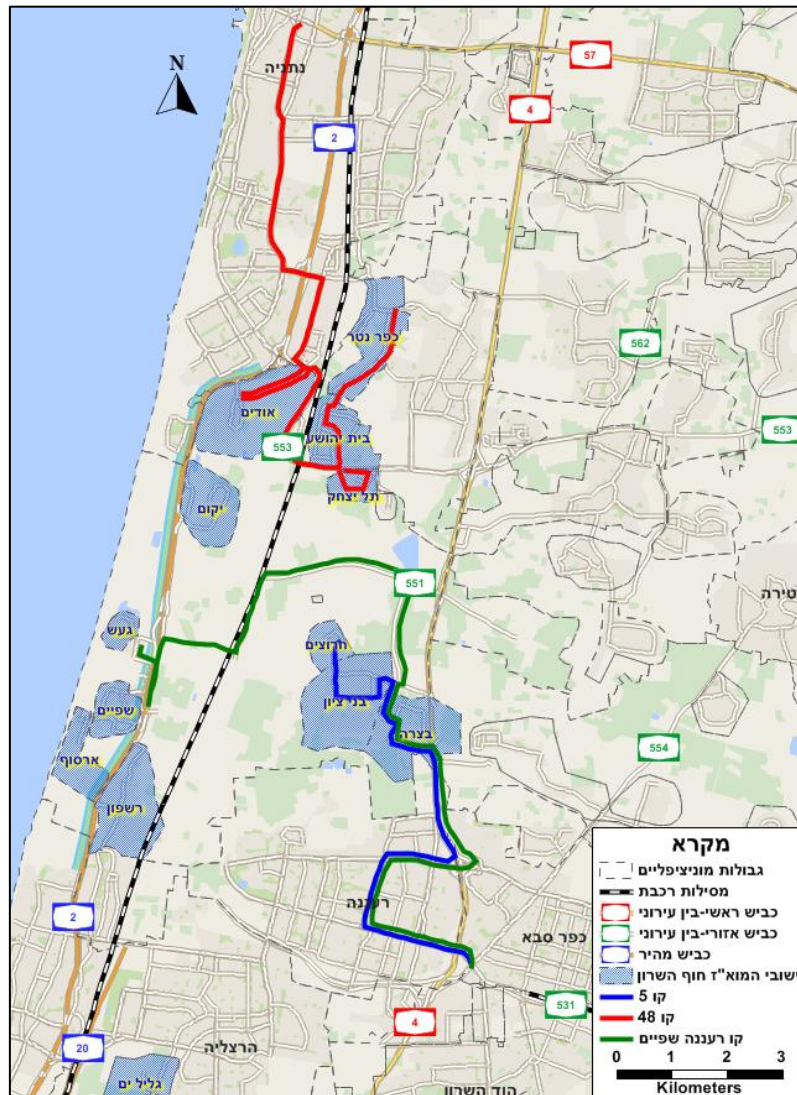 נתניה
57
N
4
2
כפר נטר
562
אודים
בית יהושע
553
553
תל יצחק
יקום
551
טירה
געש
חרוצים
בני ציון
שפיים
בצרה
554
ארסוף
רשפון
רעננה
כפר סבא
2
531
4
20
הרצליה
גליל ים
הוד השרון
מקרא
גבולות מוניציפליים
מסילות רכבת
כביש ראשי-בין עירוני
כביש אזורי-בין עירוני
כביש מהיר
ישובי המוא"ז חוף השרון
קו 5
קו 48
קו רעננה שפיים
0 1 2 3
Kilometers